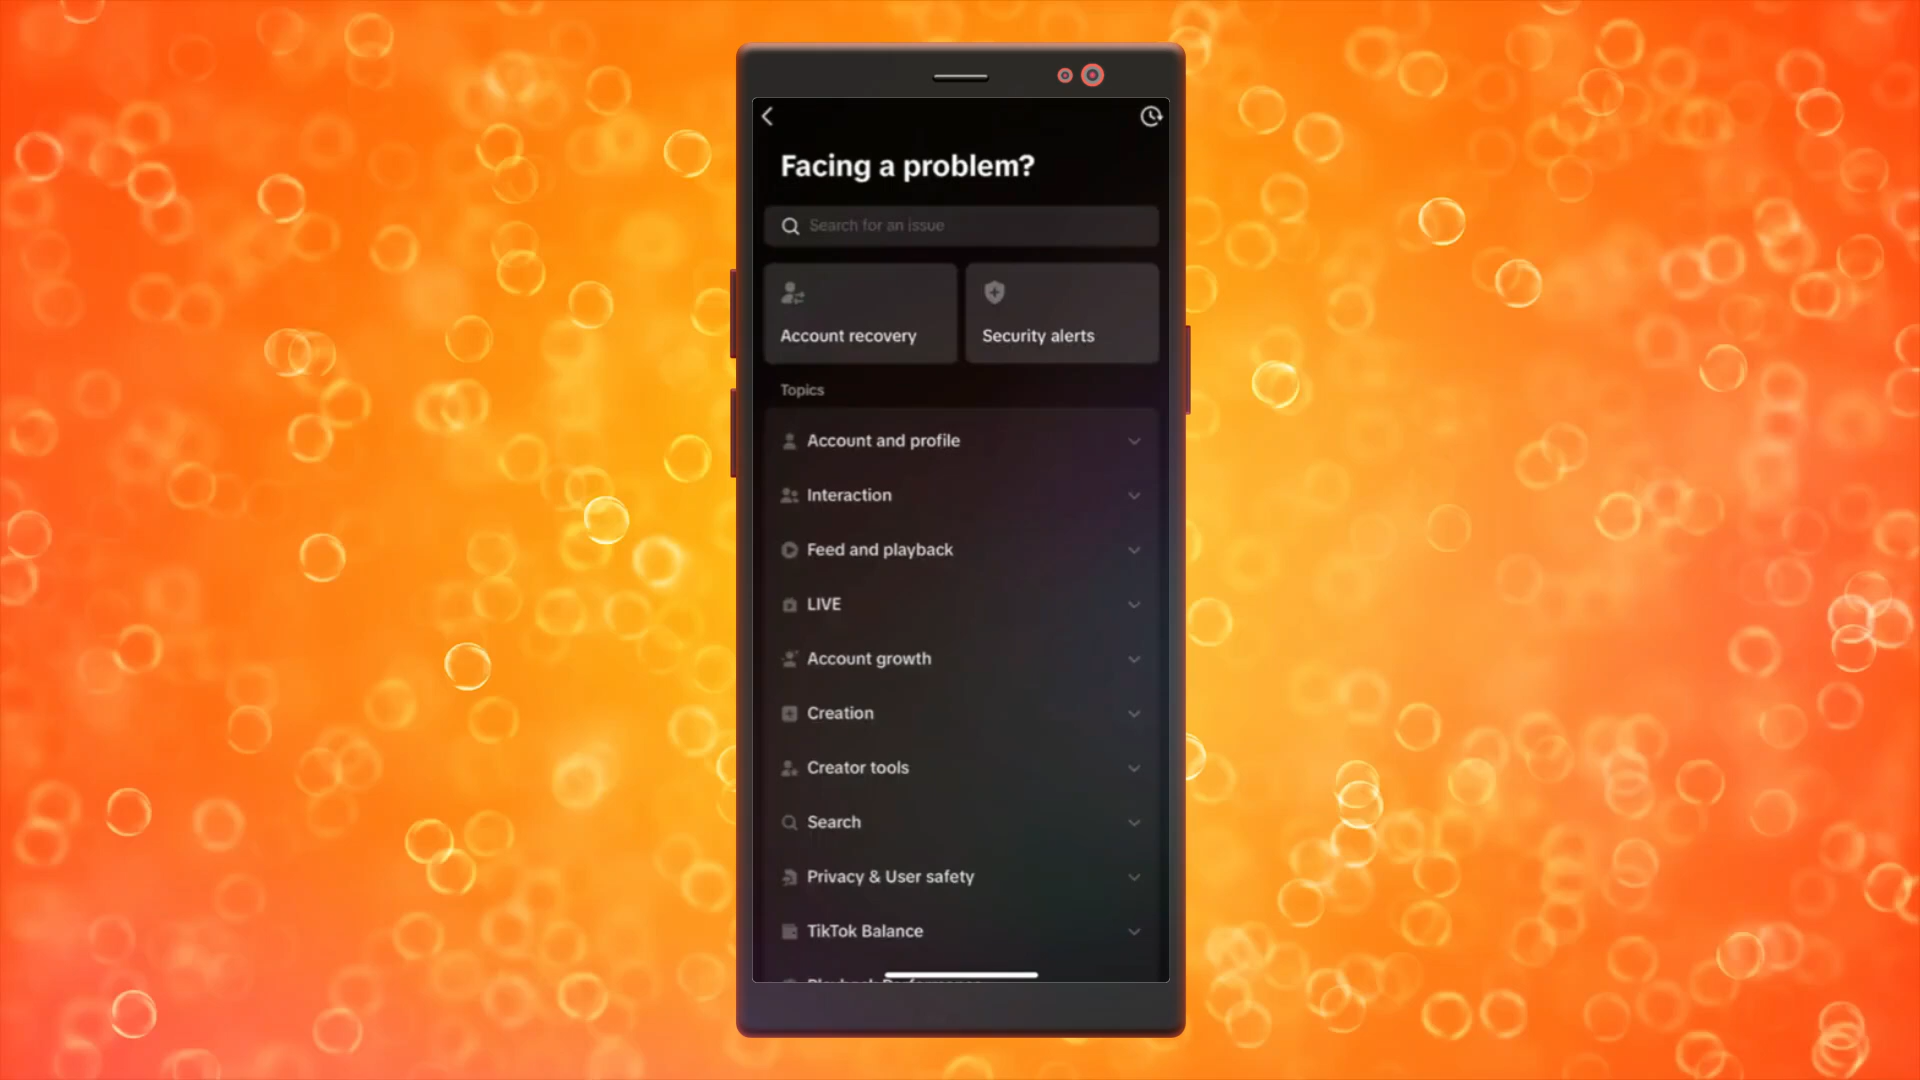 Facing a problem?
Search for an issue
Account recovery
Security alerts
Topics
Account and profile
Interaction
Feed and playback
LIVE
Account growth
Creation
Creator tools
Search
Privacy & User safety
TikTok Balance